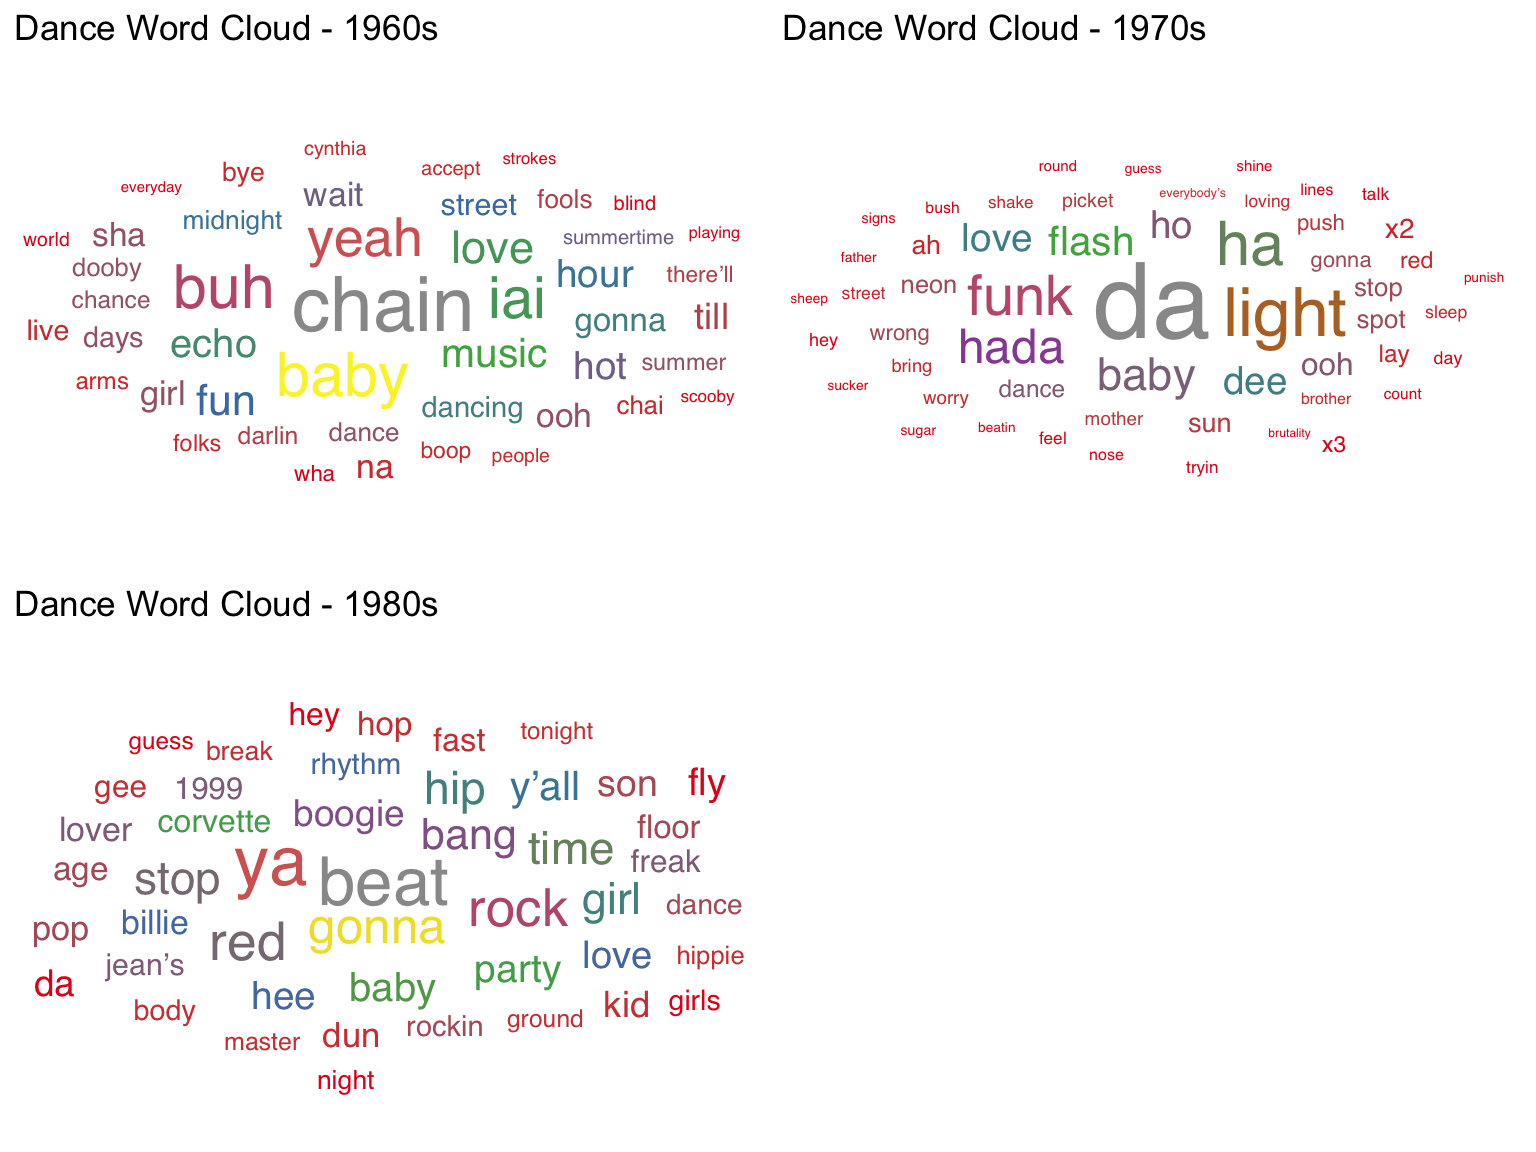 Dance Word Cloud - 1960s
cynthia
strokes
accept
bye
everyday
wait
street
fools
blind
midnight
sha
world
yeah
love
summertime
playing
dooby
buh
chain
iai
hour
there'll
chance
live
days
echo
gonna
till
music
baby
hot
summer
arms
girl
fun
dancing
ooh
chai
scooby
folks
darlin
dance
boop
people
wha
na
Dance Word Cloud - 1970s
round
guess
shine
everybody's
lines
talk
bush
shake
picket
loving
signs
ah
love
flash
ho
ha
push
x2
father
gonna
red
sheep
street
neon
funk
da
light
stop
punish
spot
sleep
hey
wrong
hada
bring
baby
dee
ooh
lay
day
sucker
worry
dance
brother
count
sugar
beatin
feel
mother
sun
brutality
x3
nose
tryin
Dance Word Cloud - 1980s
hey
hop
fast
tonight
guess
break
rhythm
gee
1999
hip
y'all
son
fly
lover
corvette
boogie
bang
time
floor
freak
age
stop
ya
beat
rock
girl
dance
pop
billie
red
gonna
love
hippie
da
jean's
hee
baby
party
kid
girls
body
master
dun
rockin
ground
night